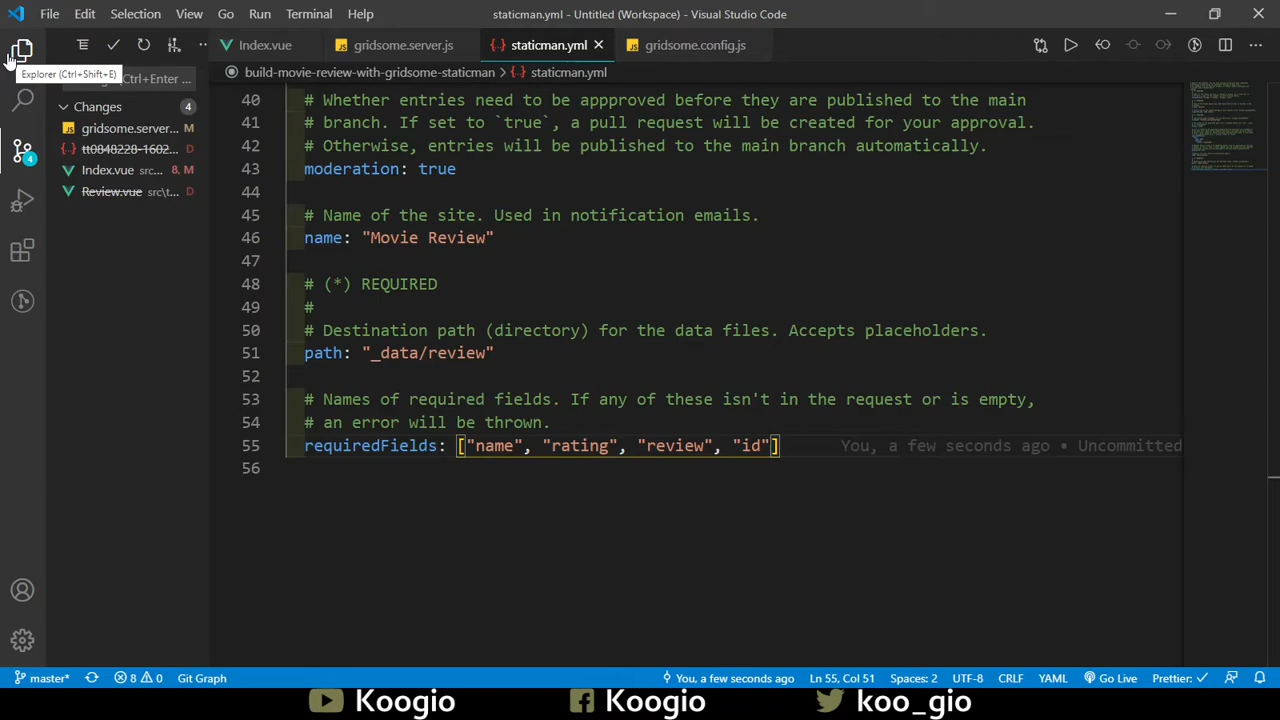 File Edit Selection View Go Run Terminal Help staticman.yml - Untitled (Workspace) - Visual Studio Code
Index.vue gridsome.server.js staticman.yml gridsome.config.js
Explorer (Ctrl+Shift+E)
(Ctrl+Enter ...
build-movie-review-with-gridsome-staticman > staticman.yml
Changes 4
gridsome.server... M
tt0848228-1602... D
Index.vue src... 8, M
Review.vue src\t... D
4
40 # Whether entries need to be appproved before they are published to the main
41 # branch. If set to `true`, a pull request will be created for your approval.
42 # Otherwise, entries will be published to the main branch automatically.
43 moderation: true
44
45 # Name of the site. Used in notification emails.
46 name: "Movie Review"
47
48 # (*) REQUIRED
49 #
50 # Destination path (directory) for the data files. Accepts placeholders.
51 path: "_data/review"
52
53 # Names of required fields. If any of these isn't in the request or is empty,
54 # an error will be thrown.
55 requiredFields: ["name", "rating", "review", "id"] You, a few seconds ago • Uncommitted
56
master* 8 0 Git Graph You, a few seconds ago Ln 55, Col 51 Spaces: 2 UTF-8 CRLF YAML Go Live Prettier: ✓
Koogio Koogio koo_gio